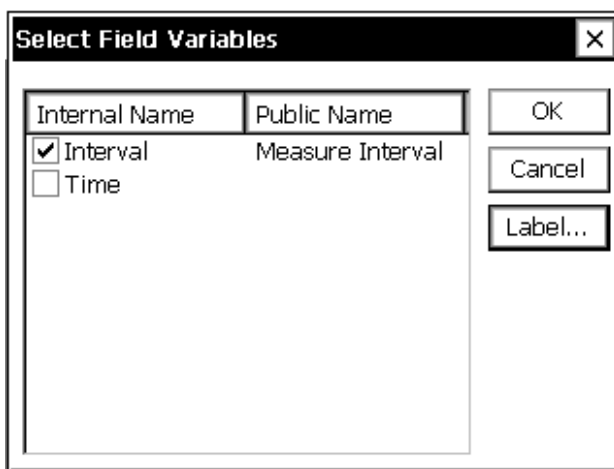 Select Field Variables
Internal Name Public Name
Interval Measure Interval
Time
OK
Cancel
Label...